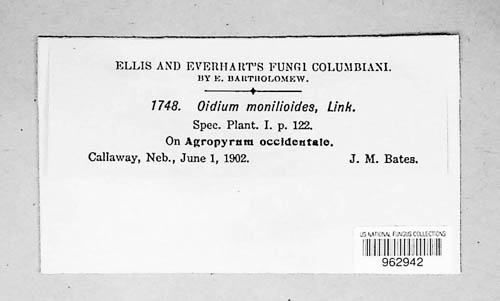 ELLIS AND EVERHART'S FUNGI COLUMBIANI.
BY E. BARTHOLOMEW.
1748. Oidium monilioides, Link.
Spec. Plant. I. p. 122.
On Agropyrum occidentale.
Callaway, Neb., June 1, 1902. J. M. Bates.
US NATIONAL FUNGUS COLLECTIONS
962942